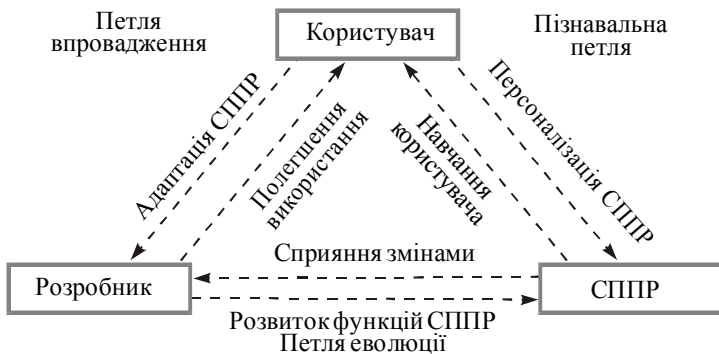 Петля
впровадження
Користувач
Пізнавальна
петля
Адаптація СППР
Полегшення
використання
Навчання
користувача
Персоналізація СППР
Сприяння змінами
Розробник
СППР
Розвиток функцій СППР
Петля еволюції